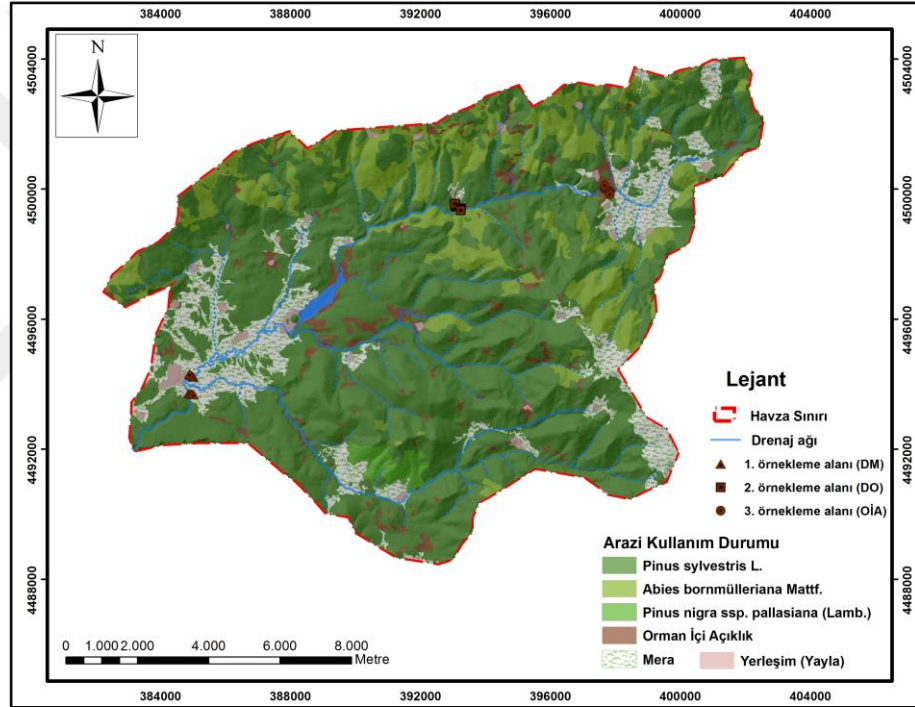 384000 388000 392000 396000 400000 404000
4504000 4504000
N
4500000 4500000
4496000 4496000
4492000 4492000
4488000 4488000
Lejant
Havza Sınırı
Drenaj ağı
1. örnekleme alanı (DM)
2. örnekleme alanı (DO)
3. örnekleme alanı (OİA)
Arazi Kullanım Durumu
Pinus sylvestris L.
Abies bornmülleriana Mattf.
Pinus nigra ssp. pallasiana (Lamb.)
Orman İçi Açıklık
Mera Yerleşim (Yayla)
0 1.000 2.000 4.000 6.000 8.000
Metre
384000 388000 392000 396000 400000 404000